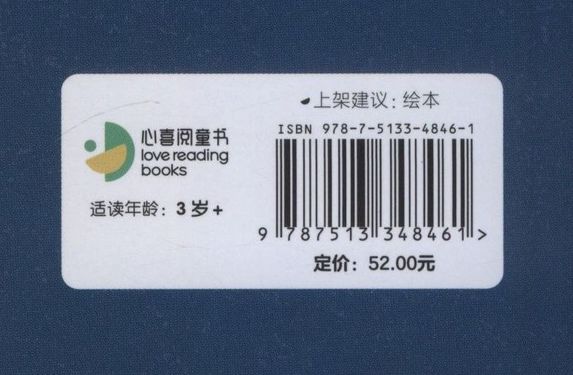 上架建议：绘本
心喜阅童书
love reading
books
适读年龄：3岁+
ISBN 978-7-5133-4846-1
9 787513 348461 >
定价：52.00元